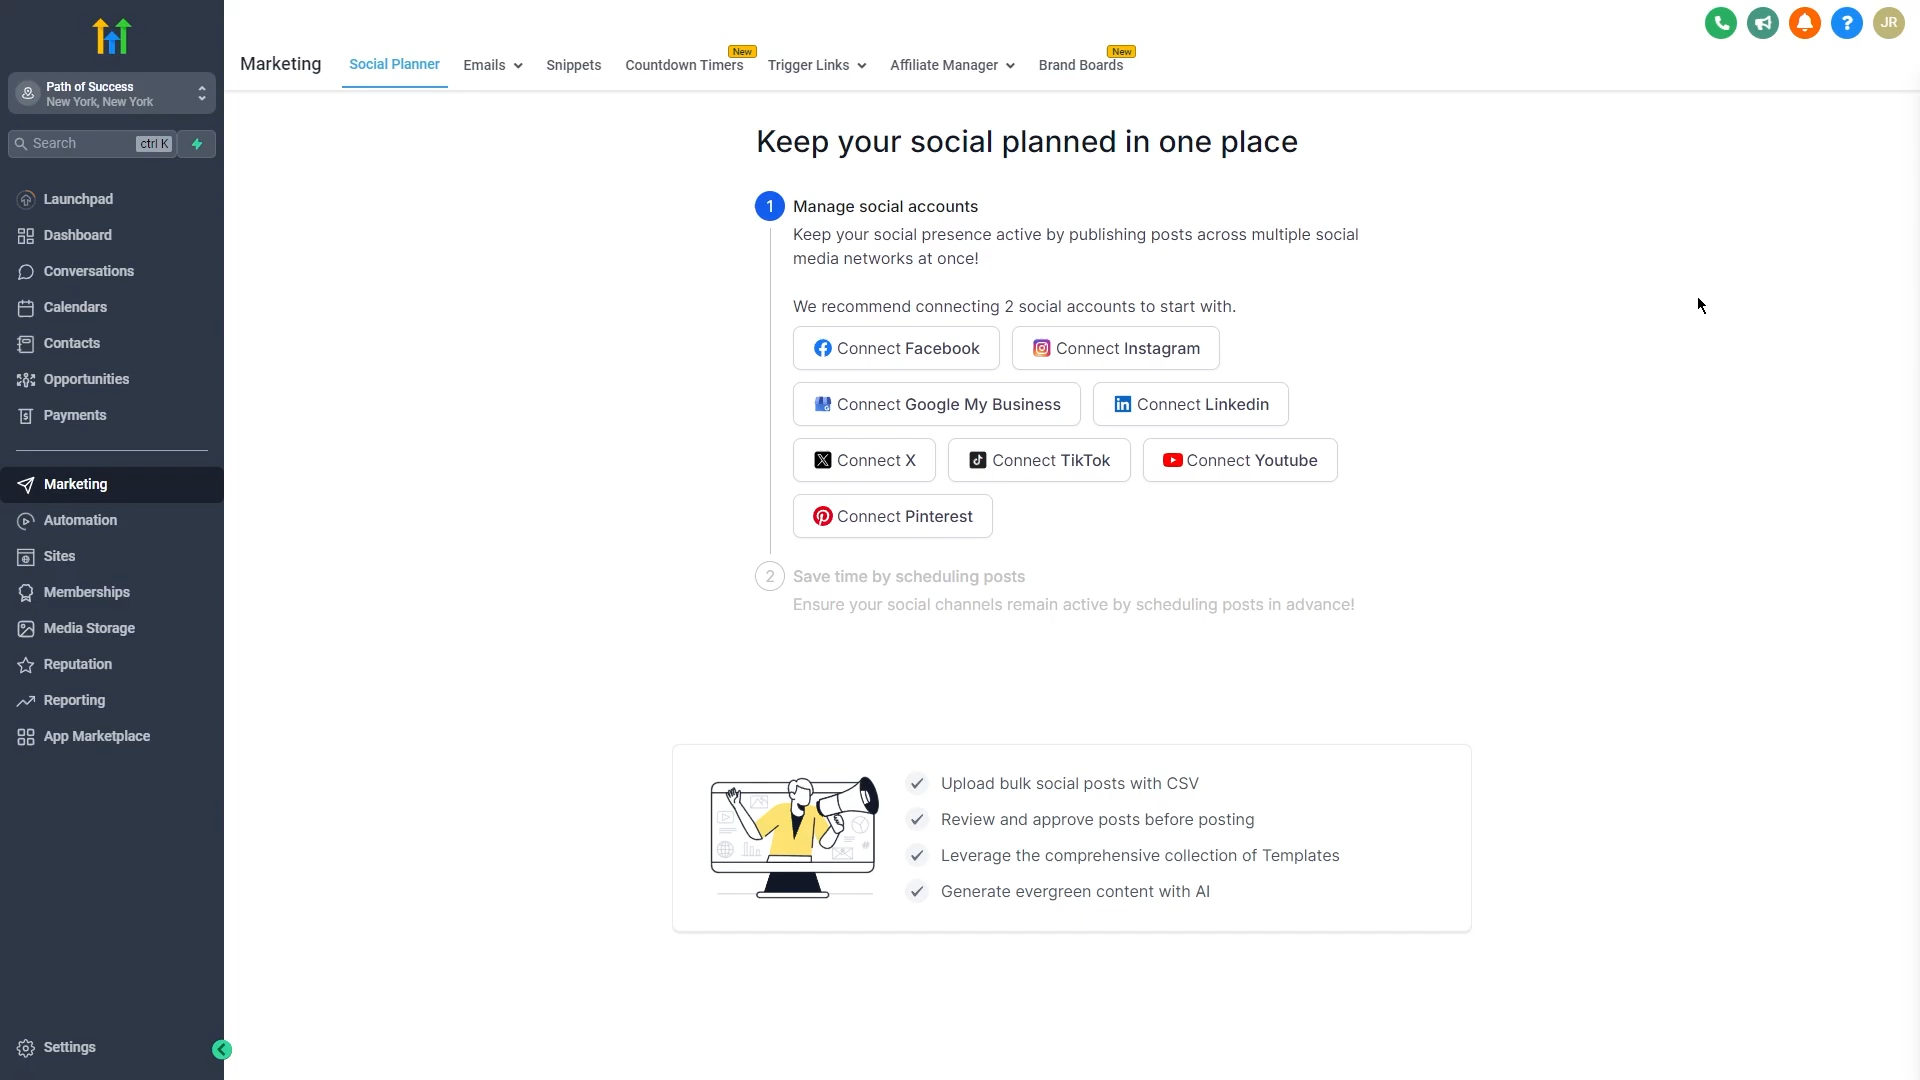 Path of Success
New York, New York
Search
ctrl K
Launchpad
Dashboard
Conversations
Calendars
Contacts
Opportunities
Payments
Marketing
Automation
Sites
Memberships
Media Storage
Reputation
Reporting
App Marketplace
Settings
Marketing
Social Planner
Emails
Snippets
Countdown Timers
New
Trigger Links
Affiliate Manager
Brand Boards
New
?
JR
Keep your social planned in one place
1
Manage social accounts
Keep your social presence active by publishing posts across multiple social
media networks at once!
We recommend connecting 2 social accounts to start with.
Connect Facebook
Connect Instagram
Connect Google My Business
Connect Linkedin
Connect X
Connect TikTok
Connect Youtube
Connect Pinterest
2
Save time by scheduling posts
Ensure your social channels remain active by scheduling posts in advance!
Upload bulk social posts with CSV
Review and approve posts before posting
Leverage the comprehensive collection of Templates
Generate evergreen content with AI